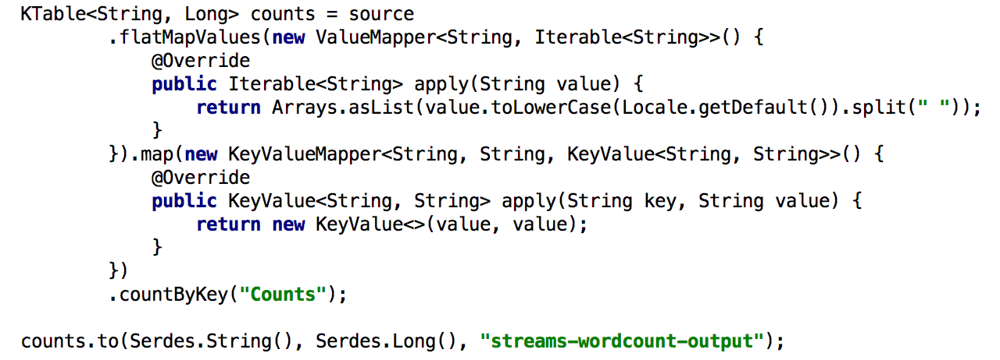 KTable<String, Long> counts = source
        .flatMapValues(new ValueMapper<String, Iterable<String>>() {
            @Override
            public Iterable<String> apply(String value) {
                return Arrays.asList(value.toLowerCase(Locale.getDefault()).split(" "));
            }
        }).map(new KeyValueMapper<String, String, KeyValue<String, String>>() {
            @Override
            public KeyValue<String, String> apply(String key, String value) {
                return new KeyValue<>(value, value);
            }
        })
        .countByKey("Counts");

counts.to(Serdes.String(), Serdes.Long(), "streams-wordcount-output");